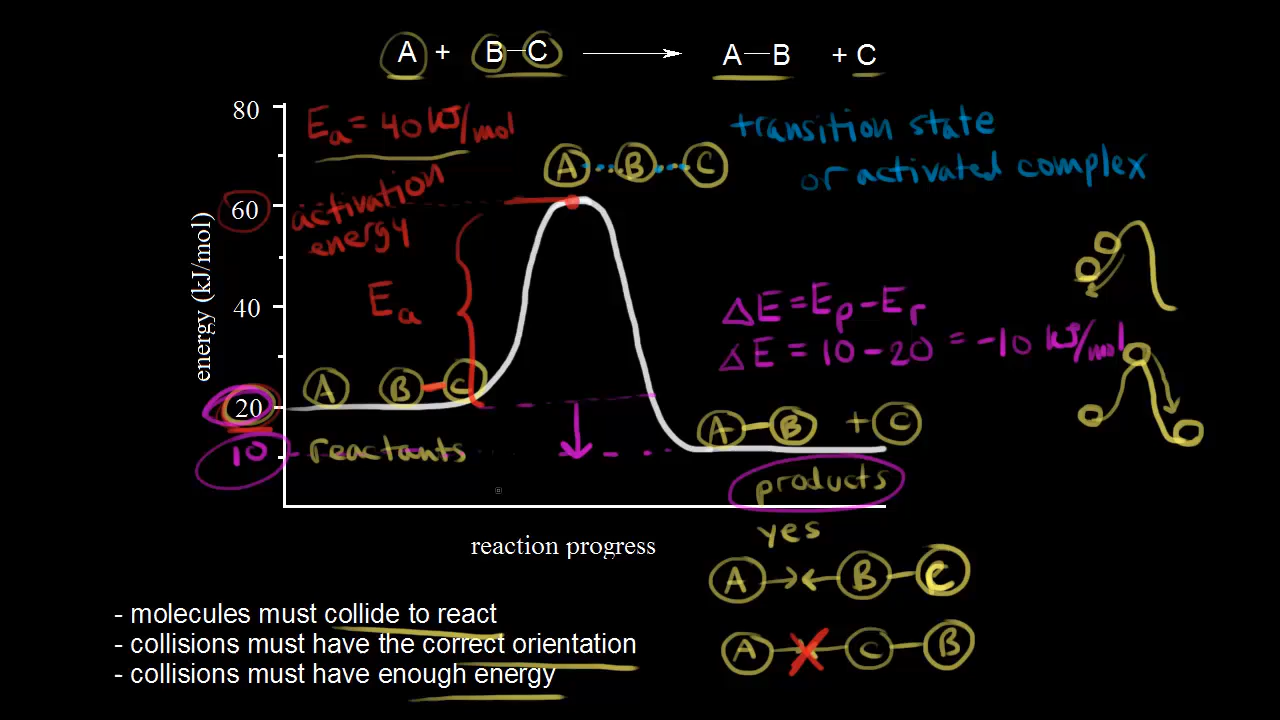 A + B—C → A—B + C
80
60
40
20
10
energy (kJ/mol)
Ea = 40 kJ/mol
activation
energy
Ea
A B C
reactants
A ... B ... C
transition state
or activated complex
ΔE = Ep - Er
ΔE = 10 - 20 = -10 kJ/mol
A - B + C
products
reaction progress
yes
A → ← B - C
A - X - C - B
- molecules must collide to react
- collisions must have the correct orientation
- collisions must have enough energy